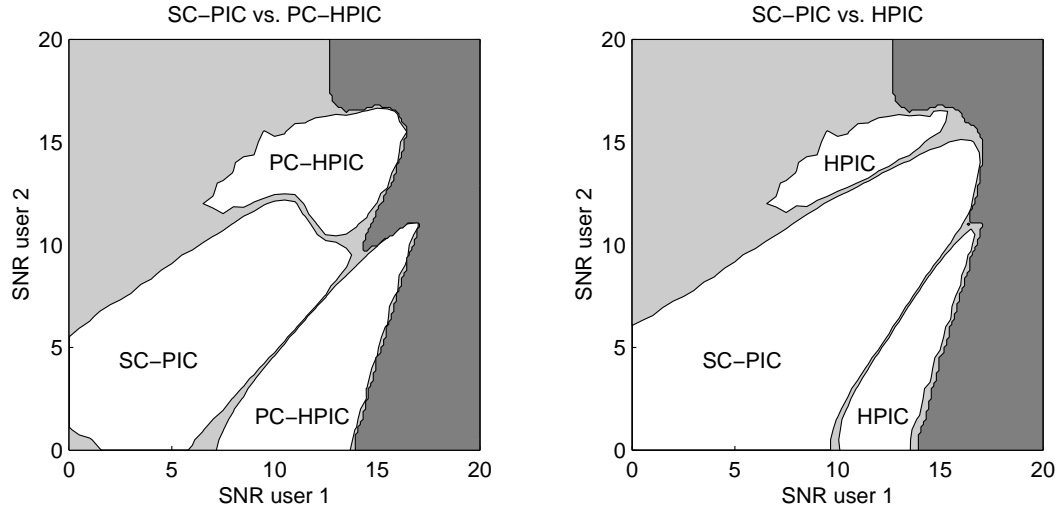 SC−PIC vs. PC−HPIC
20
15
10
5
0
SNR user 2
PC−HPIC
SC−PIC
PC−HPIC
0 5 10 15 20
SNR user 1
SC−PIC vs. HPIC
20
15
10
5
0
SNR user 2
HPIC
SC−PIC
HPIC
0 5 10 15 20
SNR user 1